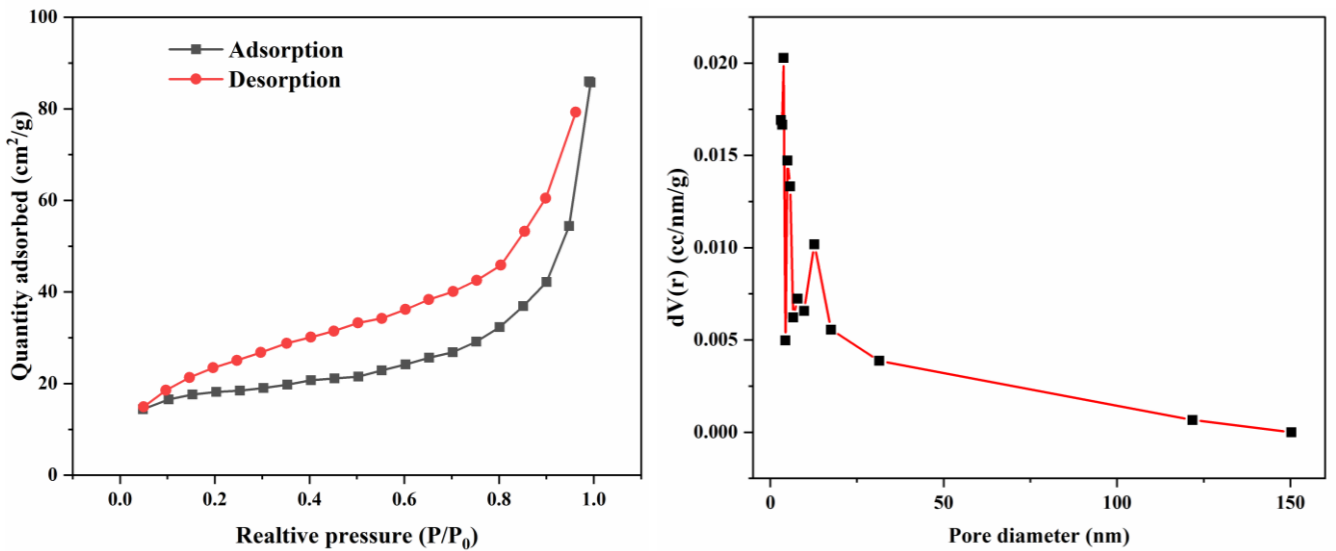 100
80
60
40
20
0
Quantity adsorbed (cm²/g)
Adsorption
Desorption
0.0 0.2 0.4 0.6 0.8 1.0
Realtive pressure (P/P₀)
0.020
0.015
0.010
0.005
0.000
dV(r) (cc/nm/g)
0 50 100 150
Pore diameter (nm)